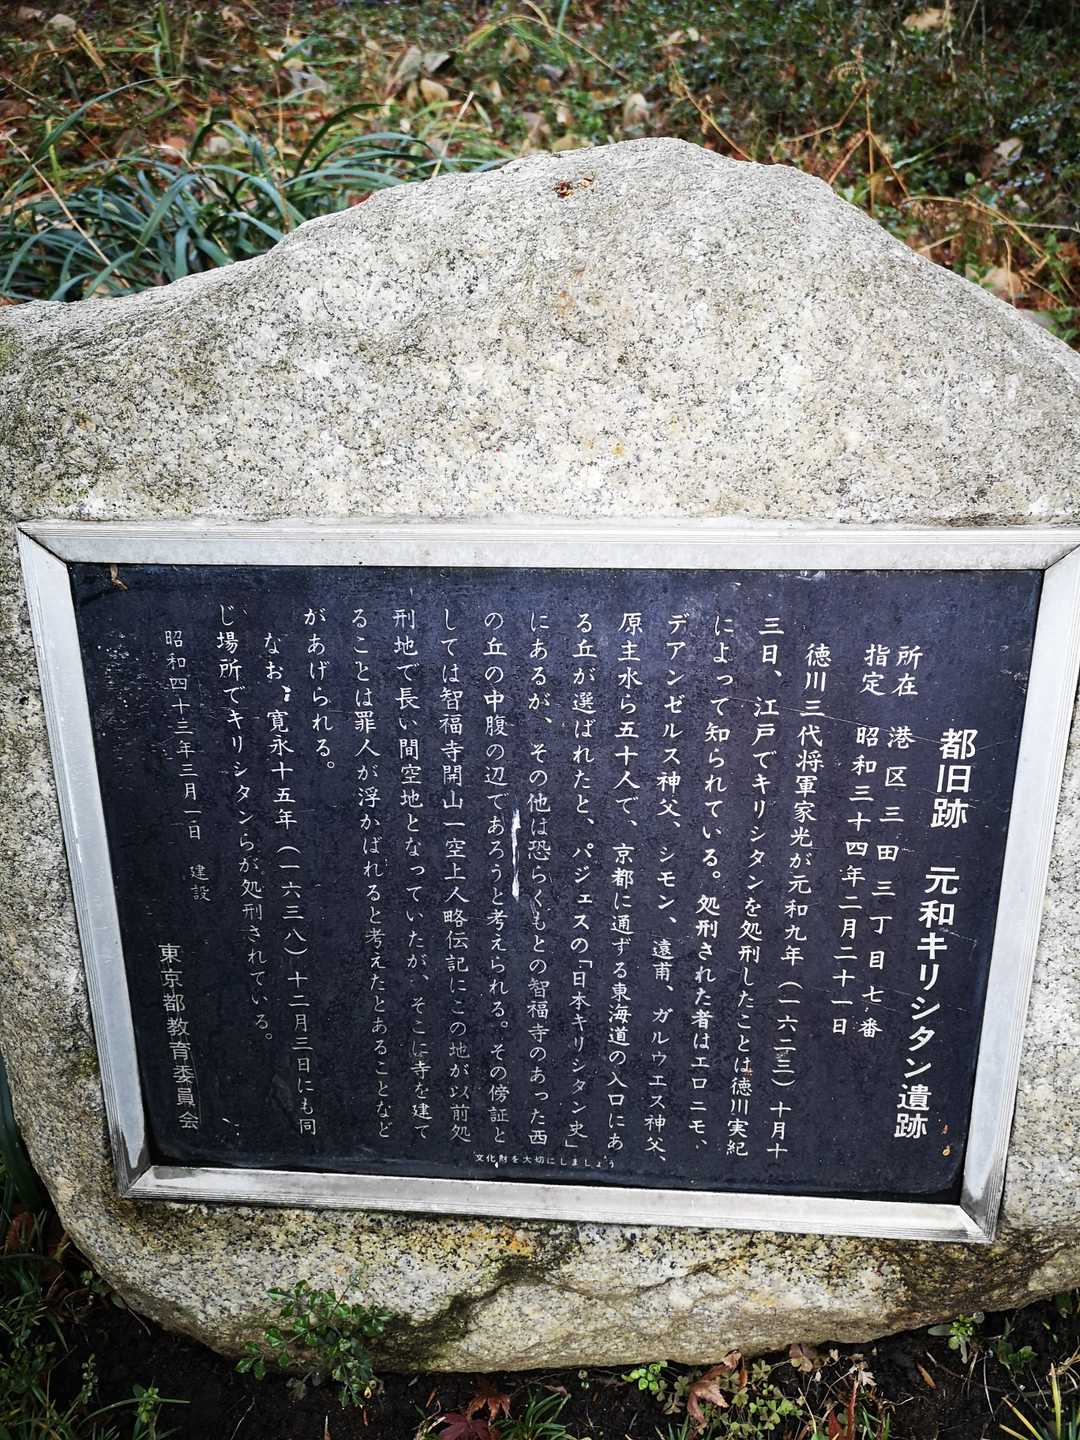 都旧跡　元和キリシタン遺跡
所在　港区三田三丁目七番
指定　昭和三十四年二月二十一日
徳川三代将軍家光が元和九年（一六二三）十月十
三日、江戸でキリシタンを処刑したことは徳川実紀
によって知られている。処刑された者はエロニモ、
デアンゼルス神父、シモン、遠甫、ガルウエス神父、
原主水ら五十人で、京都に通ずる東海道の入口にあ
る丘が選ばれたと、パジェスの「日本キリシタン史」
にあるが、その他は恐らくもとの智福寺のあった西
の丘の中腹の辺であろうと考えられる。その傍証と
しては智福寺開山一空上人略伝記にこの地が以前処
刑地で長い間空地となっていたが、そこに寺を建て
ることは罪人が浮かばれると考えたとあることなど
があげられる。
なお、寛永十五年（一六三八）十二月三日にも同
じ場所でキリシタンらが処刑されている。
昭和四十三年三月一日　建設
東京都教育委員会
文化財を大切にしましょう